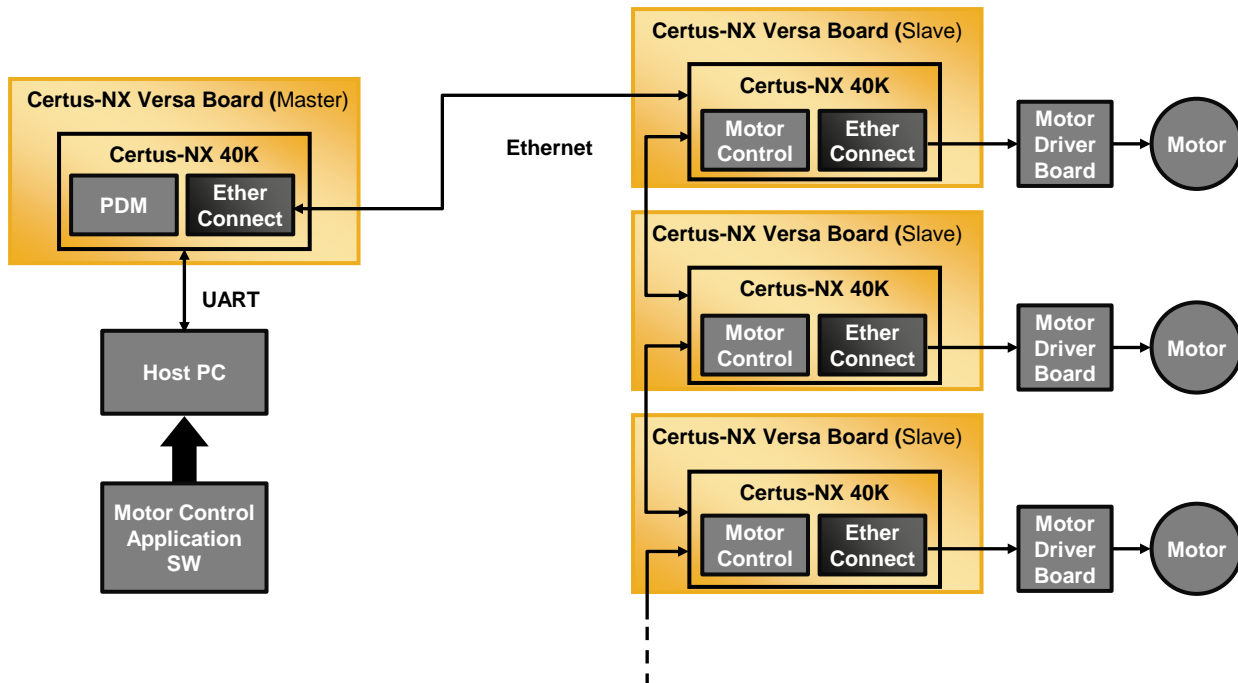 Certus-NX Versa Board (Master)
Certus-NX 40K
PDM
Ether
Connect
UART
Host PC
Motor Control
Application
SW
Ethernet
Certus-NX Versa Board (Slave)
Certus-NX 40K
Motor
Control
Ether
Connect
Motor
Driver
Board
Motor
Certus-NX Versa Board (Slave)
Certus-NX 40K
Motor
Control
Ether
Connect
Motor
Driver
Board
Motor
Certus-NX Versa Board (Slave)
Certus-NX 40K
Motor
Control
Ether
Connect
Motor
Driver
Board
Motor